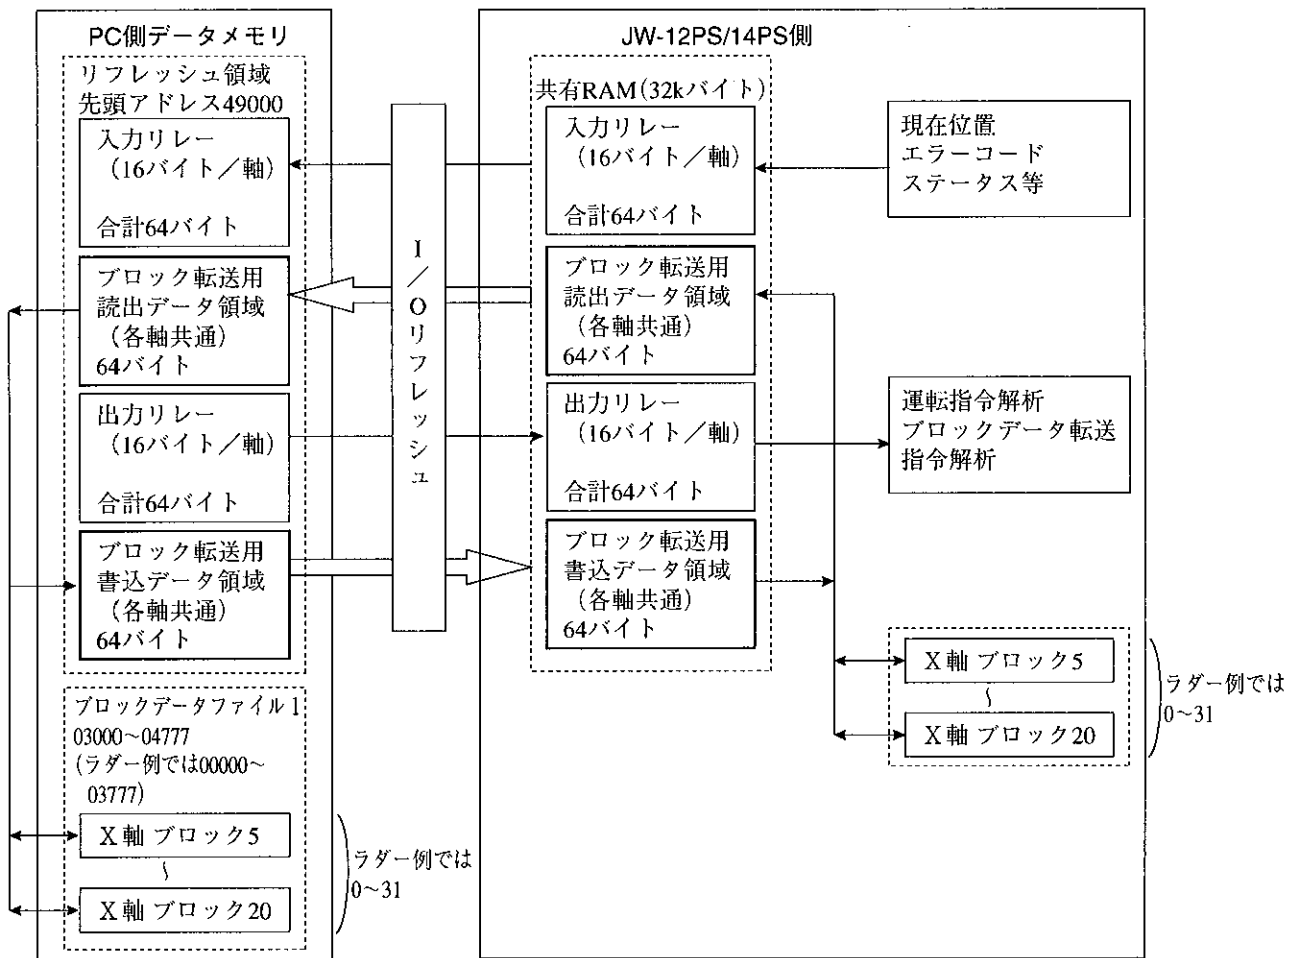 PC側データメモリ
リフレッシュ領域
先頭アドレス49000
入力リレー
(16バイト／軸)
合計64バイト
ブロック転送用
読出データ領域
(各軸共通)
64バイト
出力リレー
(16バイト／軸)
合計64バイト
ブロック転送用
書込データ領域
(各軸共通)
64バイト
ブロックデータファイル1
03000～04777
(ラダー例では00000～
03777)
X軸 ブロック5
～
X軸 ブロック20
ラダー例では
0～31
I／Oリフレッシュ
JW-12PS/14PS側
共有RAM(32kバイト)
入力リレー
(16バイト／軸)
合計64バイト
ブロック転送用
読出データ領域
(各軸共通)
64バイト
出力リレー
(16バイト／軸)
合計64バイト
ブロック転送用
書込データ領域
(各軸共通)
64バイト
現在位置
エラーコード
ステータス等
運転指令解析
ブロックデータ転送
指令解析
X軸 ブロック5
～
X軸 ブロック20
ラダー例では
0～31